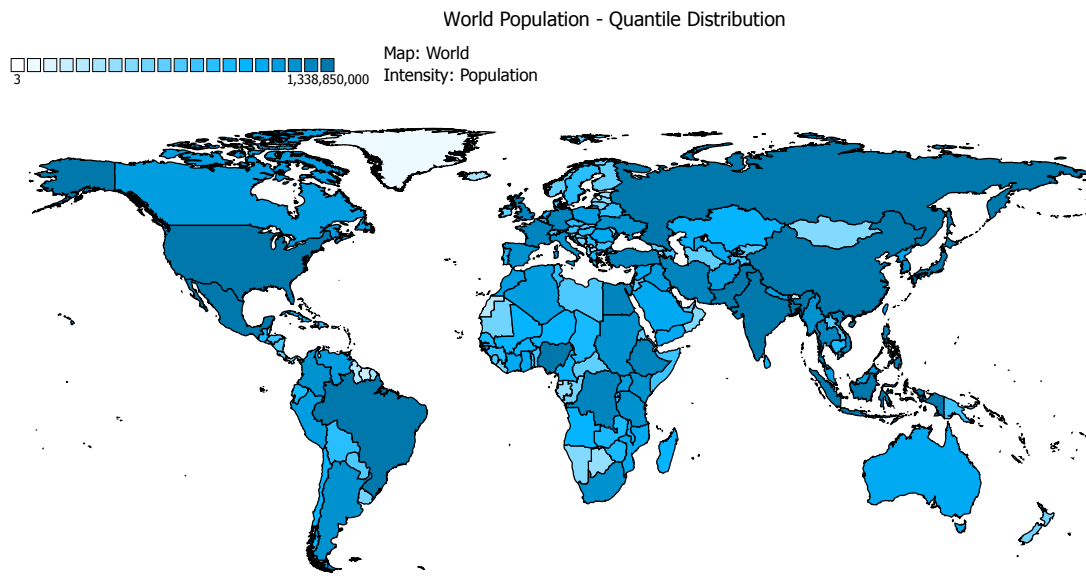 World Population - Quantile Distribution
Map: World
Intensity: Population
3
1,338,850,000